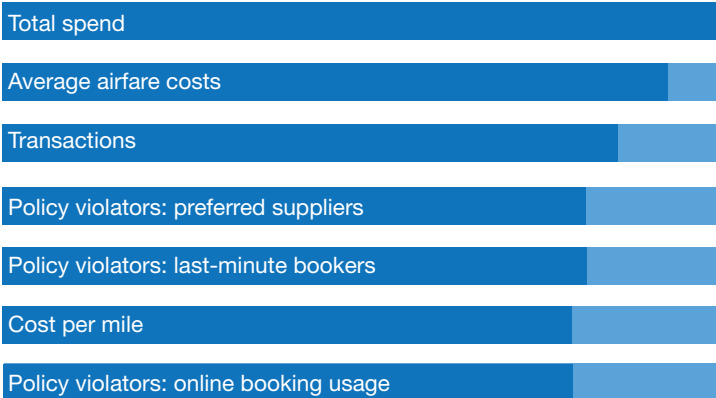 Total spend
Average airfare costs
Transactions
Policy violators: preferred suppliers
Policy violators: last-minute bookers
Cost per mile
Policy violators: online booking usage